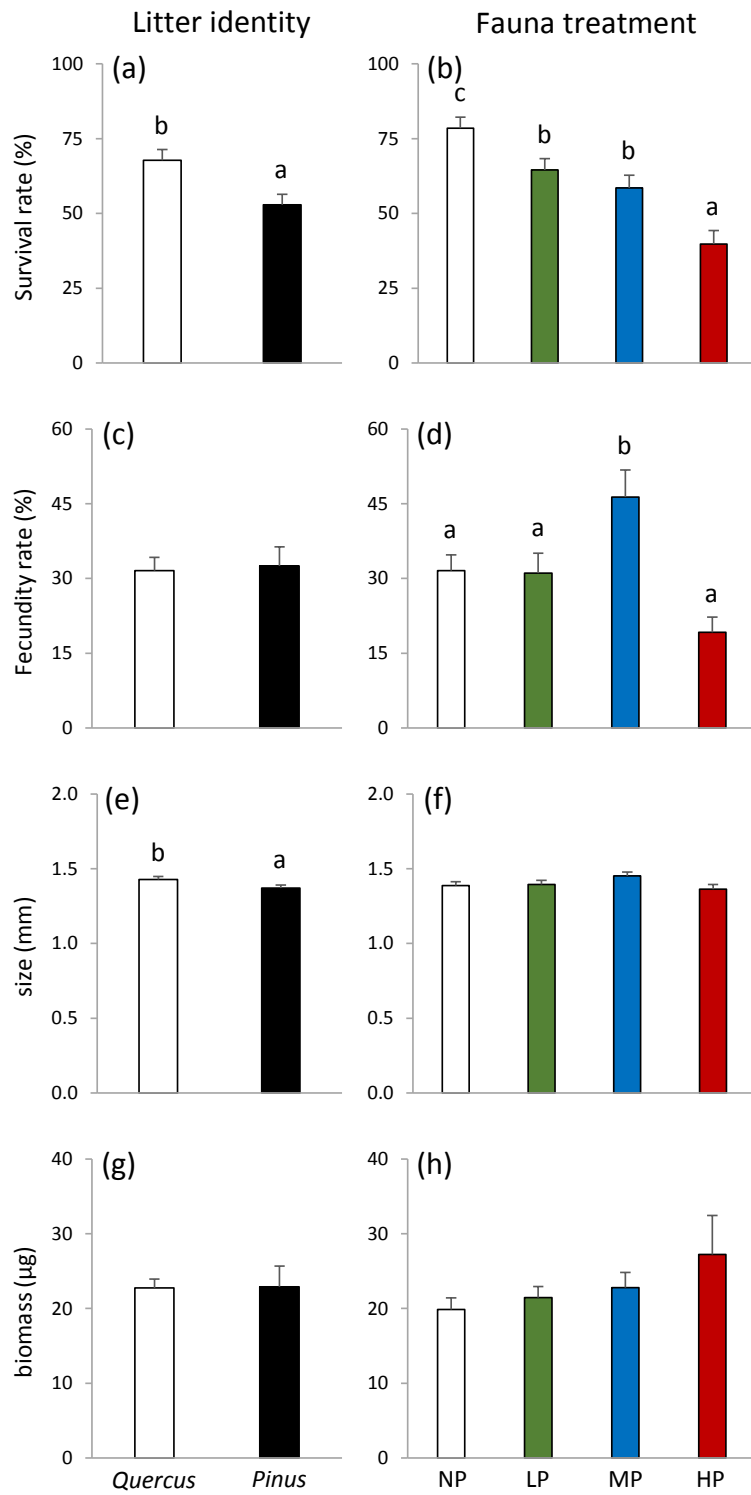 Litter identity
Fauna treatment
Survival rate (%)
100
75
50
25
0
(a)
b
a
100
75
50
25
0
(b)
c
b
b
a
Fecundity rate (%)
60
45
30
15
0
(c)
60
45
30
15
0
(d)
a
a
b
a
size (mm)
2.0
1.5
1.0
0.5
0.0
(e)
b
a
2.0
1.5
1.0
0.5
0.0
(f)
biomass (µg)
40
30
20
10
0
(g)
Quercus
Pinus
40
30
20
10
0
(h)
NP
LP
MP
HP